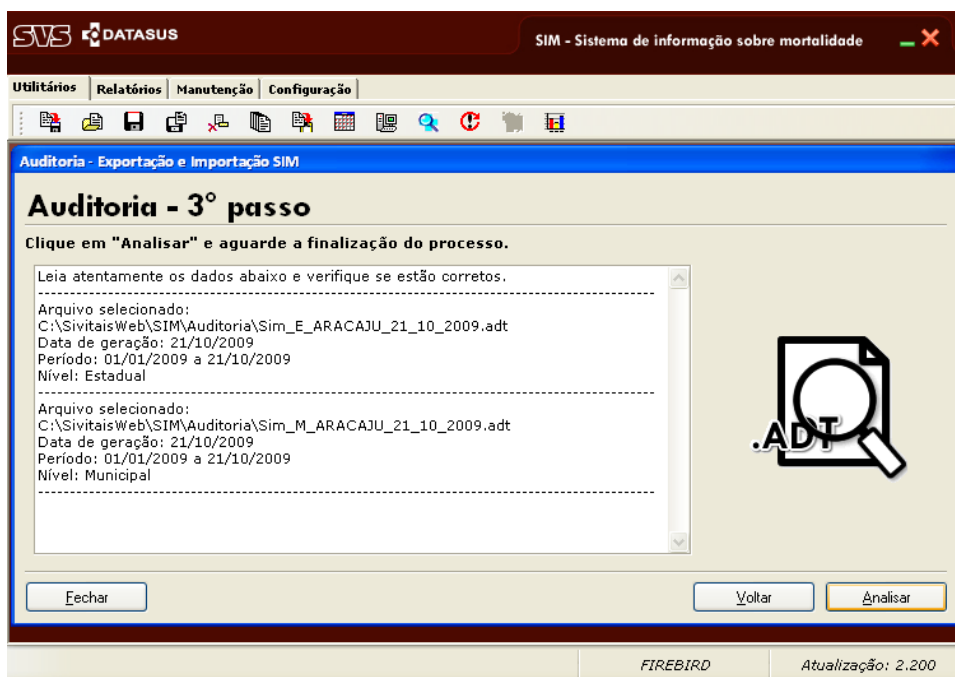 SVS DATASUS
SIM - Sistema de informação sobre mortalidade
Utilitários Relatórios Manutenção Configuração
Auditoria - Exportação e Importação SIM
Auditoria - 3° passo
Clique em "Analisar" e aguarde a finalização do processo.
Leia atentamente os dados abaixo e verifique se estão corretos.
Arquivo selecionado:
C:\SivitaisWeb\SIM\Auditoria\Sim_E_ARACAJU_21_10_2009.adt
Data de geração: 21/10/2009
Período: 01/01/2009 a 21/10/2009
Nível: Estadual
Arquivo selecionado:
C:\SivitaisWeb\SIM\Auditoria\Sim_M_ARACAJU_21_10_2009.adt
Data de geração: 21/10/2009
Período: 01/01/2009 a 21/10/2009
Nível: Municipal
.ADT
Fechar Voltar Analisar
FIREBIRD Atualização: 2.200